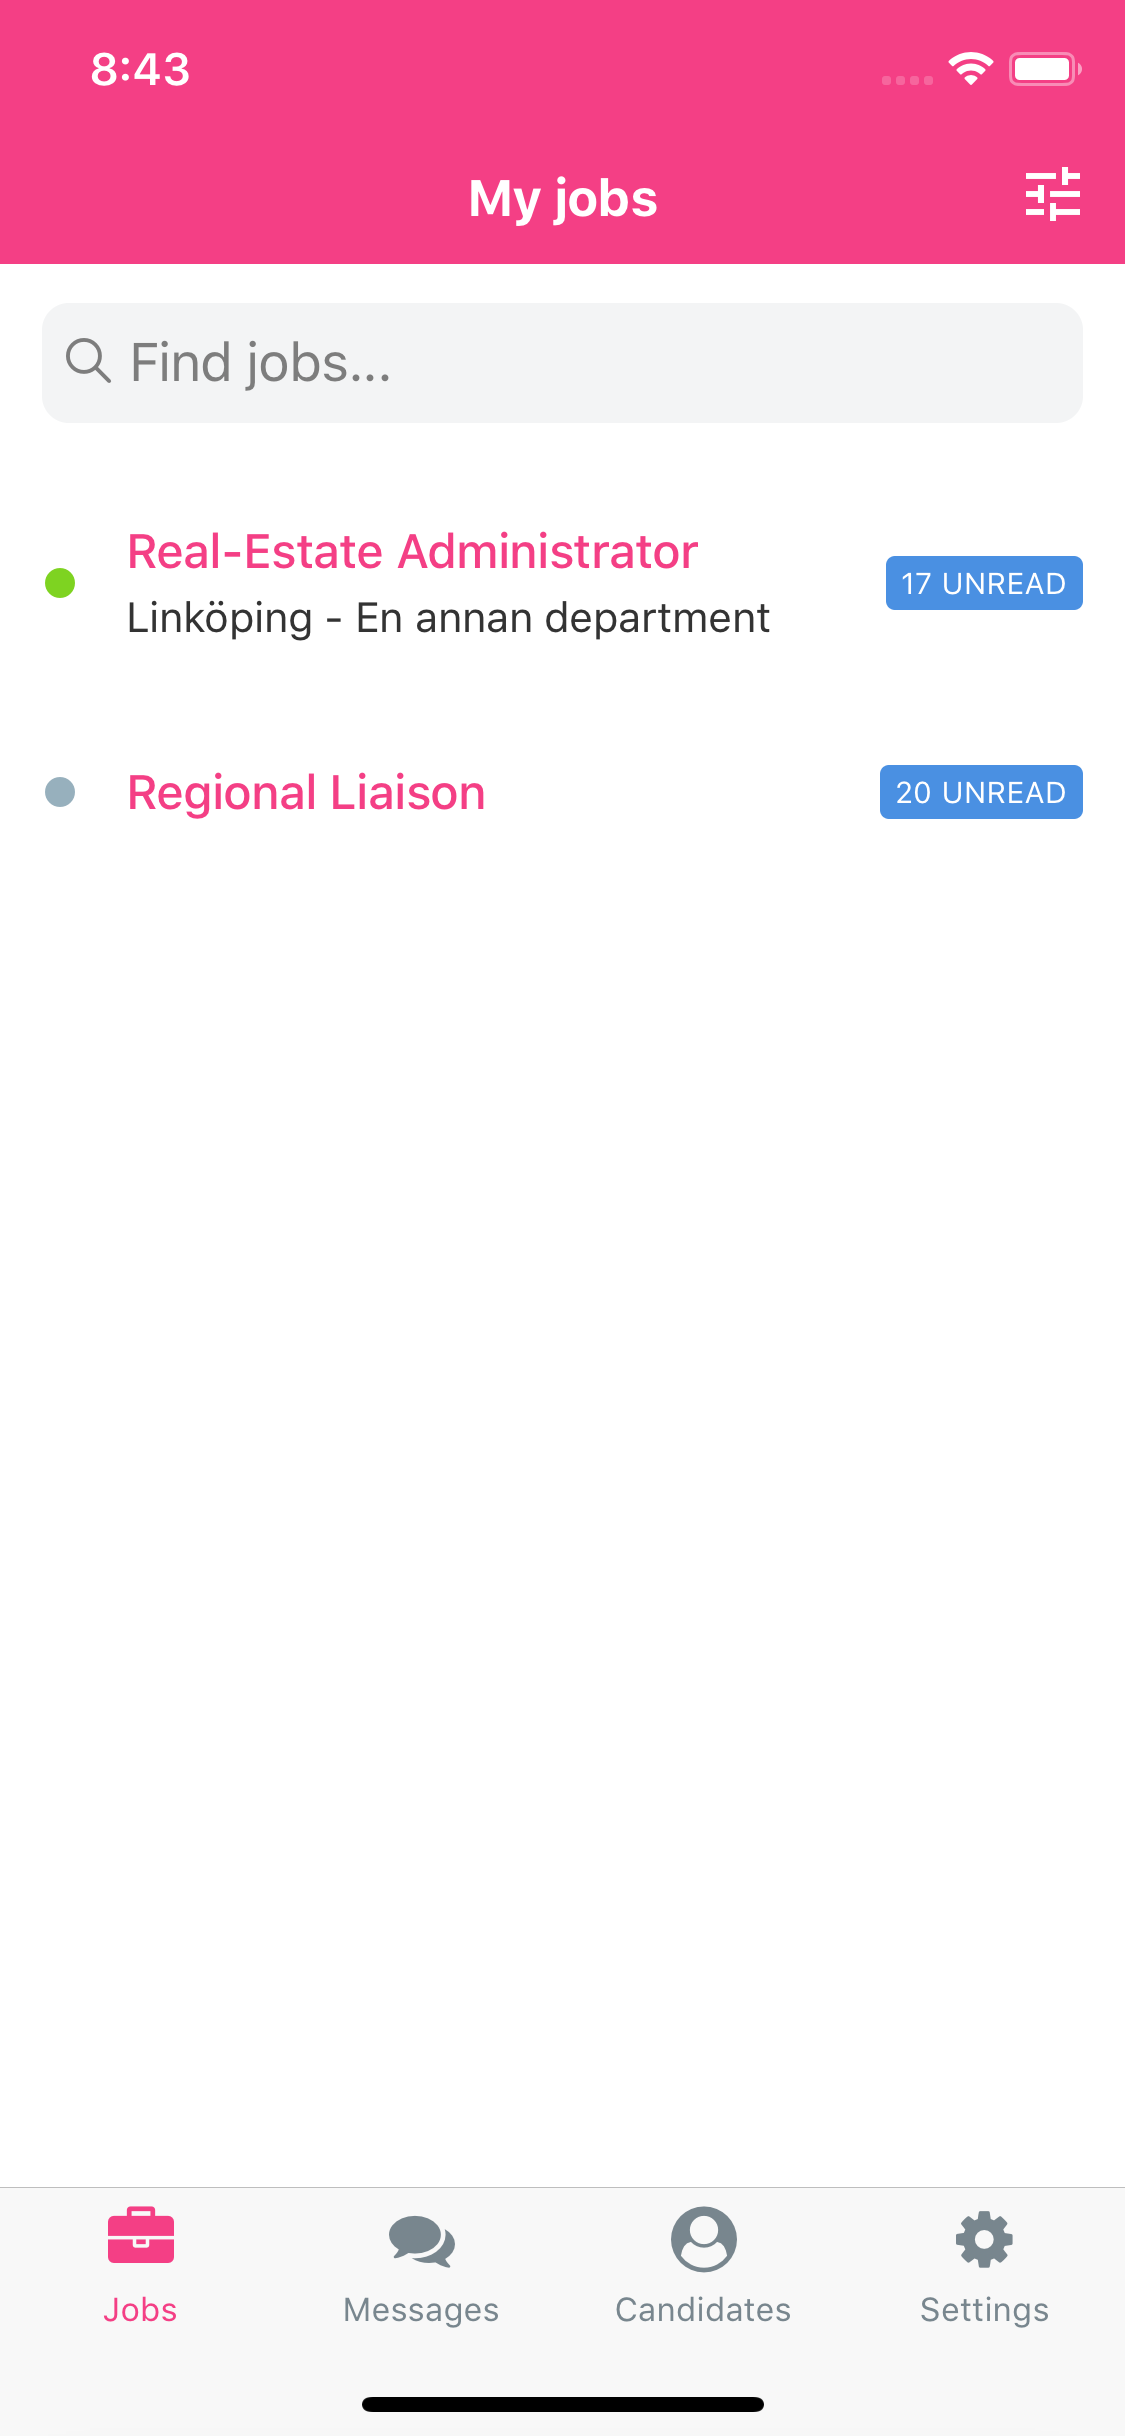 8:43
My jobs
Find jobs...
Real-Estate Administrator
Linköping - En annan department
17 UNREAD
Regional Liaison
20 UNREAD
Jobs
Messages
Candidates
Settings